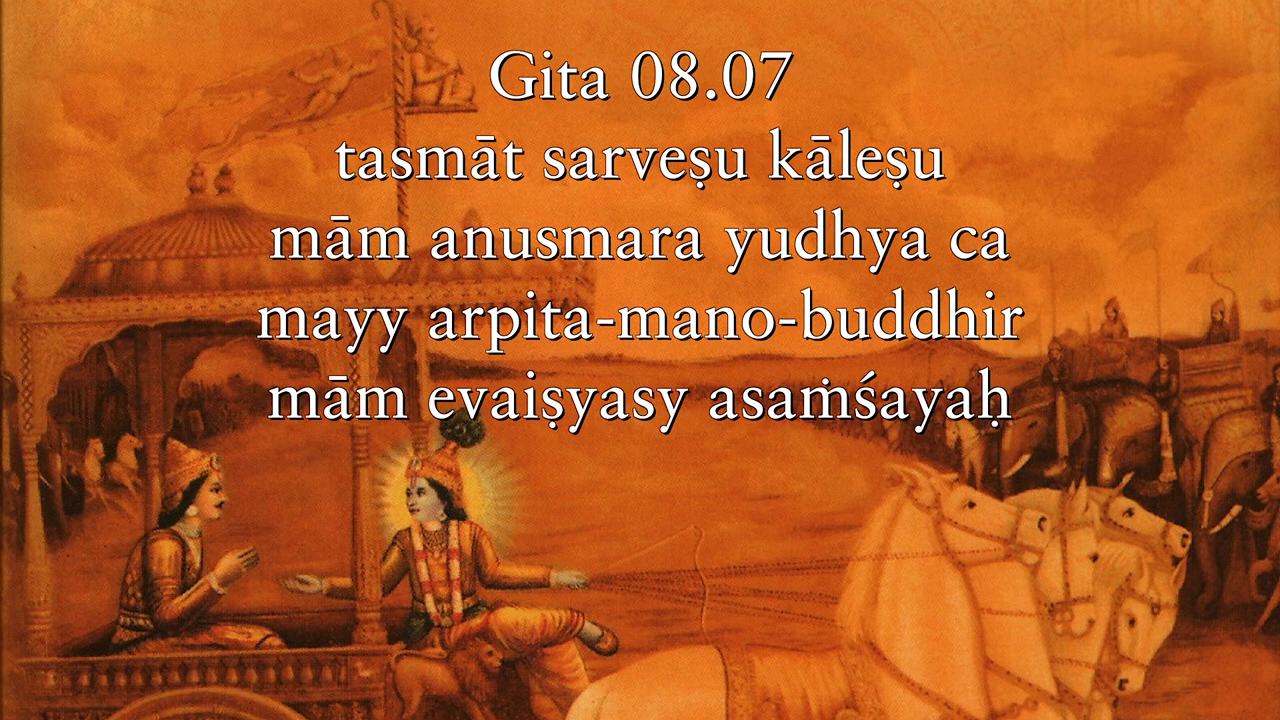 Gita 08.07
tasmāt sarveṣu kāleṣu
mām anusmara yudhya ca
mayy arpita-mano-buddhir
mām evaiṣyasy asaṁśayaḥ